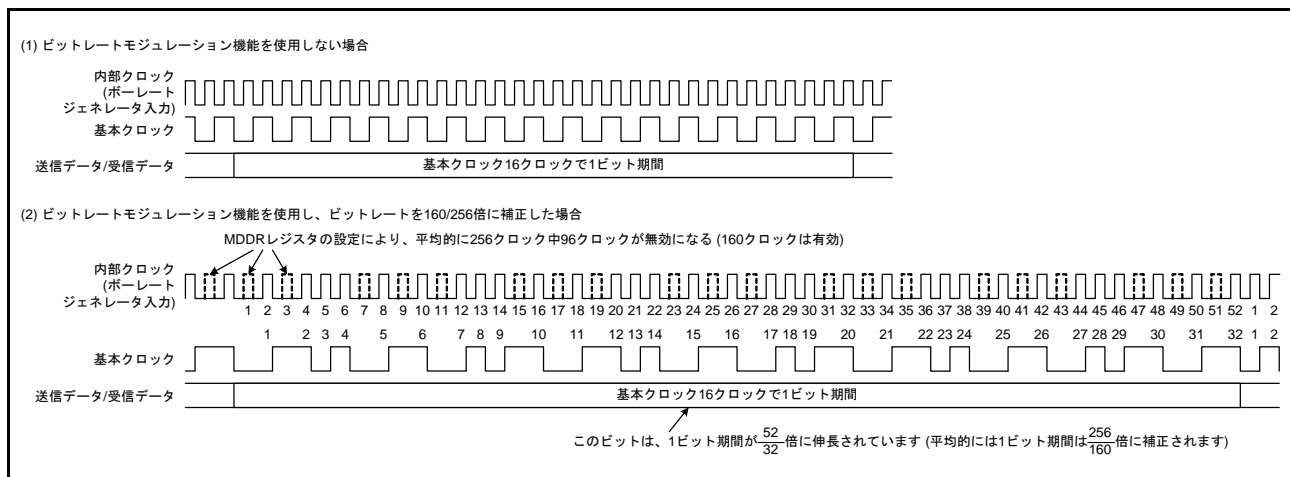 (1) ビットレートモジュレーション機能を使用しない場合
内部クロック
(ボーレート
ジェネレータ入力)
基本クロック
送信データ/受信データ
基本クロック16クロックで1ビット期間
(2) ビットレートモジュレーション機能を使用し、ビットレートを160/256倍に補正した場合
MDDRレジスタの設定により、平均的に256クロック中96クロックが無効になる (160クロックは有効)
内部クロック
(ボーレート
ジェネレータ入力)
1 2 3 4 5 6 7 8 9 10 11 12 13 14 15 16 17 18 19 20 21 22 23 24 25 26 27 28 29 30 31 32 33 34 35 36 37 38 39 40 41 42 43 44 45 46 47 48 49 50 51 52 1 2
1 2 3 4 5 6 7 8 9 10 11 12 13 14 15 16 17 18 19 20 21 22 23 24 25 26 27 28 29 30 31 32 1 2
基本クロック
送信データ/受信データ
基本クロック16クロックで1ビット期間
このビットは、1ビット期間が52/32倍に伸長されています (平均的には1ビット期間は256/160倍に補正されます)